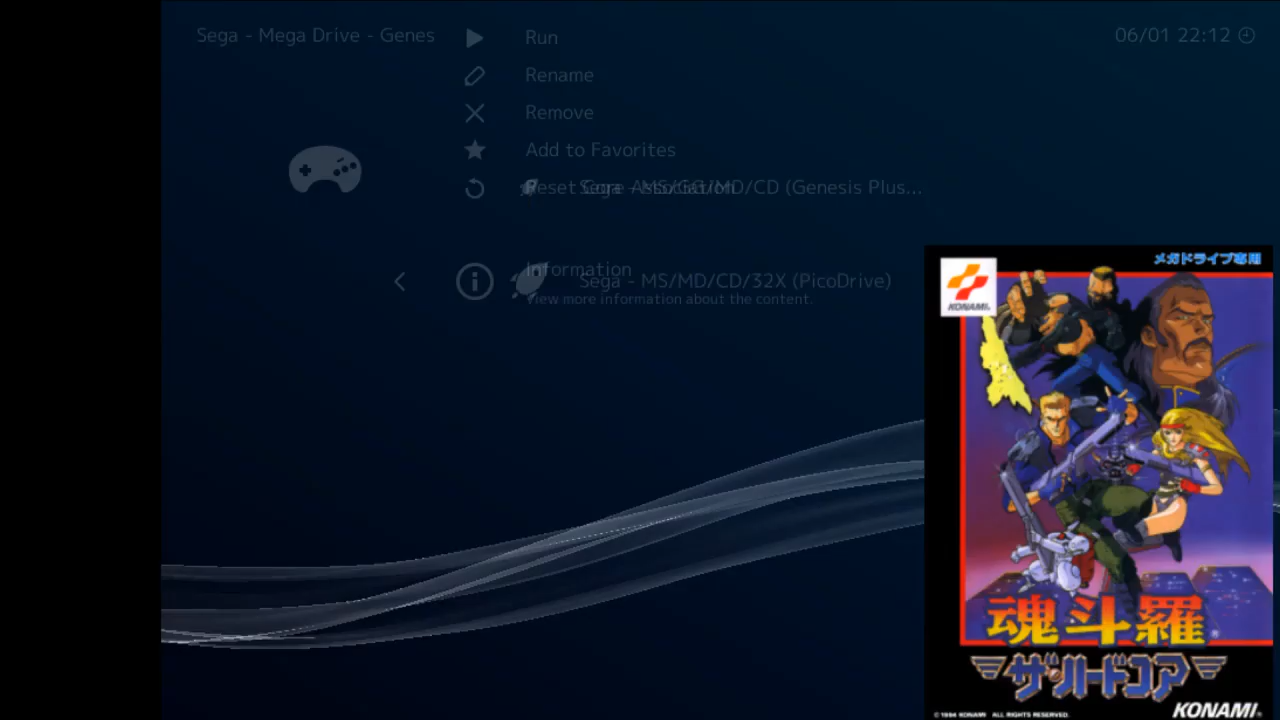 Sega - Mega Drive - Genes
06/01 22:12
Run
Rename
Remove
Add to Favorites
Reset Core Association
Sega - MS/GG/MD/CD (Genesis Plus...
Information
Sega - MS/MD/CD/32X (PicoDrive)
View more information about the content.
メガドライブ専用
KONAMI®
魂斗羅®
ザ・ハードコア
© 1994 KONAMI ALL RIGHTS RESERVED.
KONAMI®